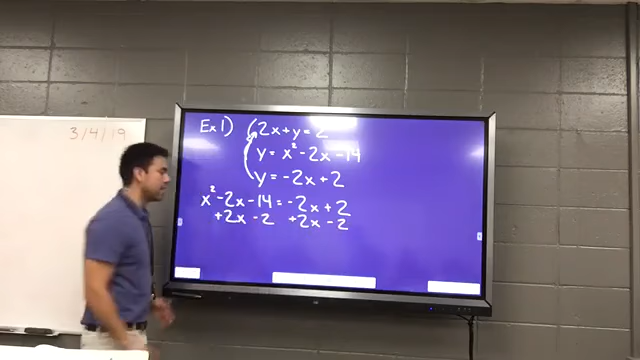 3/4/19
Ex 1) 2x+y=2
y = x² -2x -14
y = -2x + 2
x² -2x -14 = -2x + 2
+2x -2 +2x -2